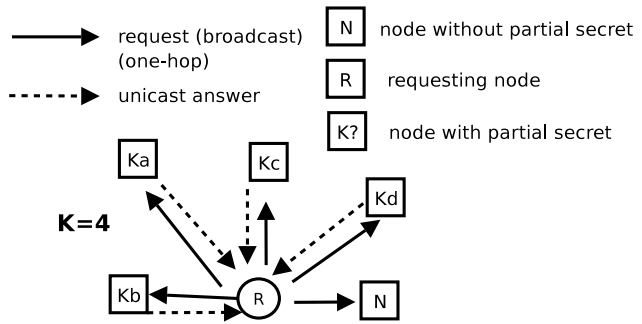 request (broadcast)
(one-hop)
unicast answer
N node without partial secret
R requesting node
K? node with partial secret
Ka
Kc
Kd
K=4
Kb
R
N